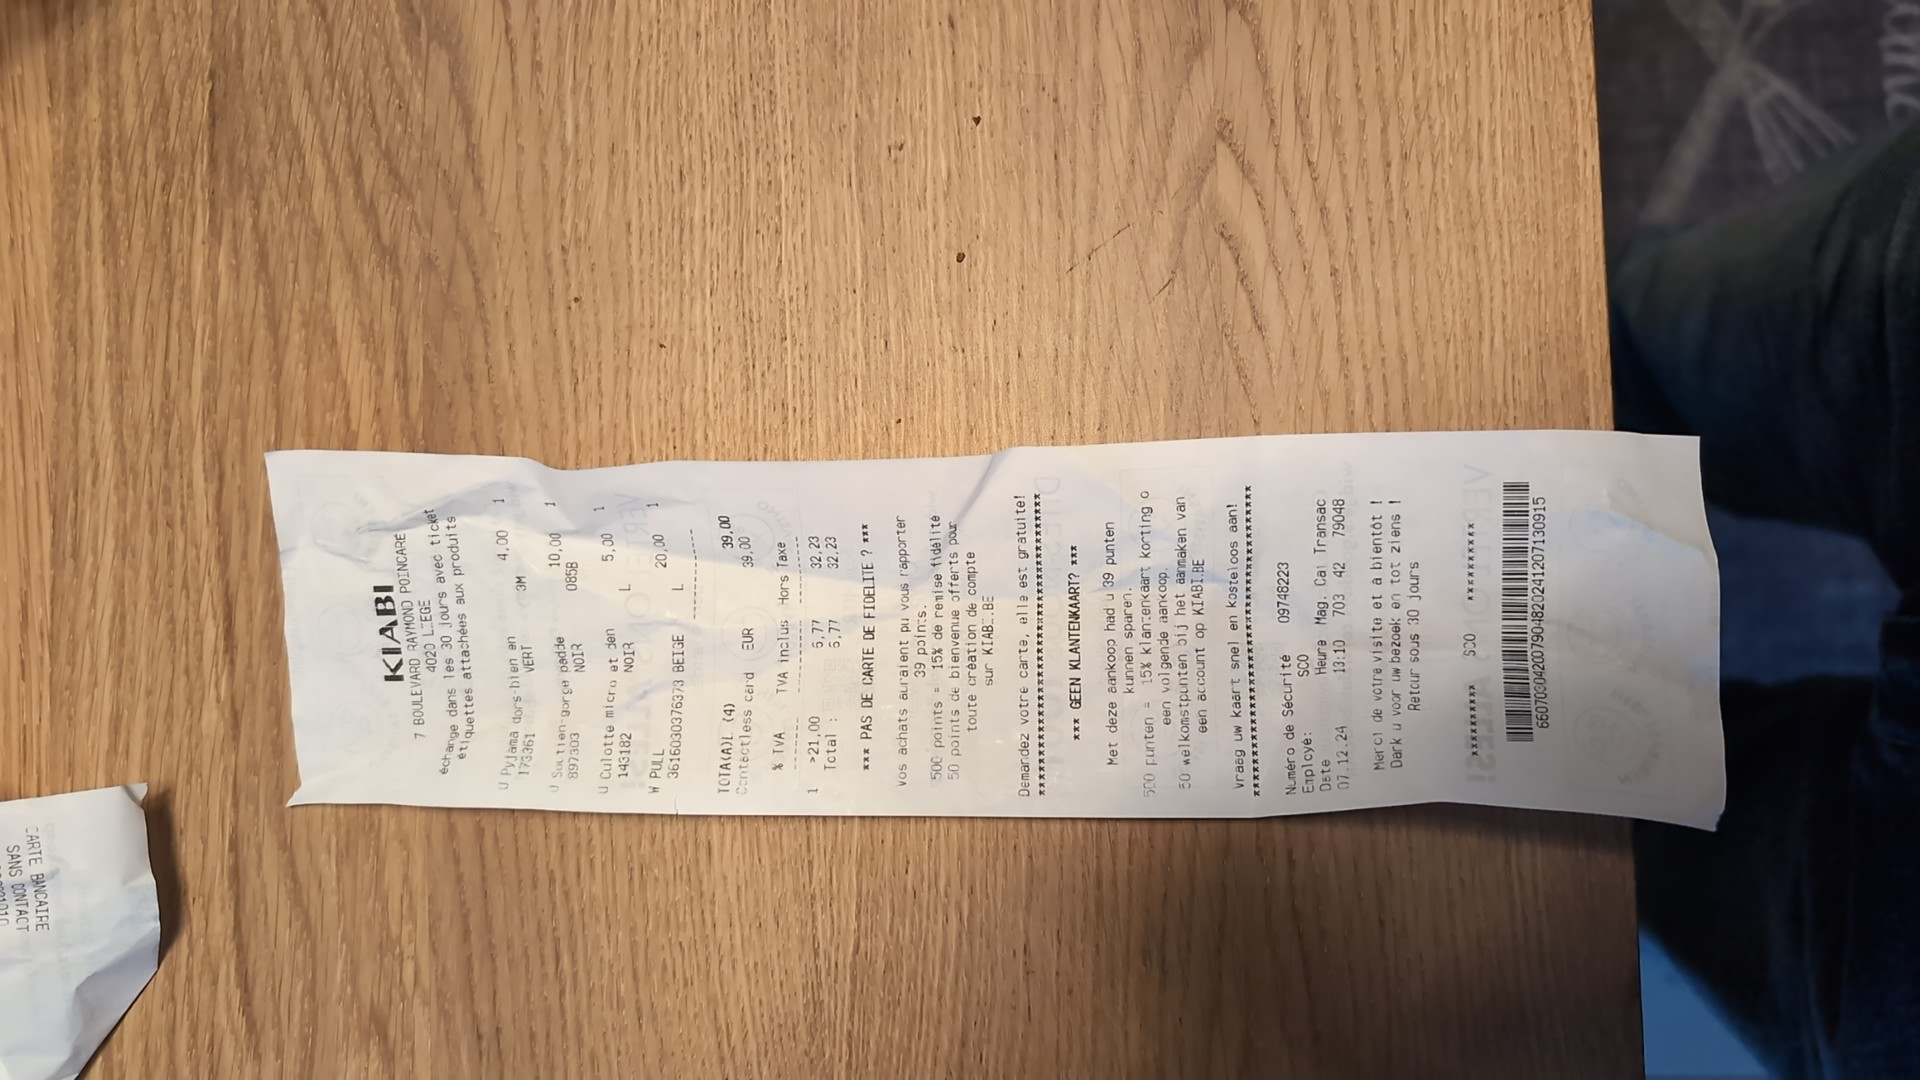 KIABI
7 BOULEVARD RAYMOND POINCARE
4020 LIEGE
échange dans les 30 jours avec ticket
étiquettes attachées aux produits
U Pyjama dors-bien en 4,00 1
173361 VERT 3M
U Soutien-gorge padde 10,00 1
897303 NOIR 085B
U Culotte micro et den 5,00 1
143182 NOIR L
W PULL 20,00 1
3616030376373 BEIGE L
TOTA(A)L (4) 39,00
Contactless card EUR 39,00
% TVA TVA inclus Hors Taxe
1 >21,00 6,77 32,23
Total : 6,77 32,23
*** PAS DE CARTE DE FIDELITE ? ***
vos achats auraient pu vous rapporter
39 points.
500 points = 15% de remise fidélité
50 points de bienvenue offerts pour
toute création de compte
sur KIABI.BE
Demandez votre carte, elle est gratuite!
*** GEEN KLANTENKAART? ***
Met deze aankoop had u 39 punten
kunnen sparen.
500 punten = 15% klantenkaart korting o
een volgende aankoop.
50 welkomstpunten bij het aanmaken van
een account op KIABI.BE
Vraag uw kaart snel en kosteloos aan!
Numéro de Sécurité 09748223
Employé: SCO
Date Heure Mag. Cai Transac
07.12.24 13:10 703 42 79048
Merci de votre visite et à bientôt !
Dank u voor uw bezoek en tot ziens !
Retour sous 30 jours
********** SCO **********
66070304200790482024120713​0915
CARTE BANCAIRE
SANS CONTACT